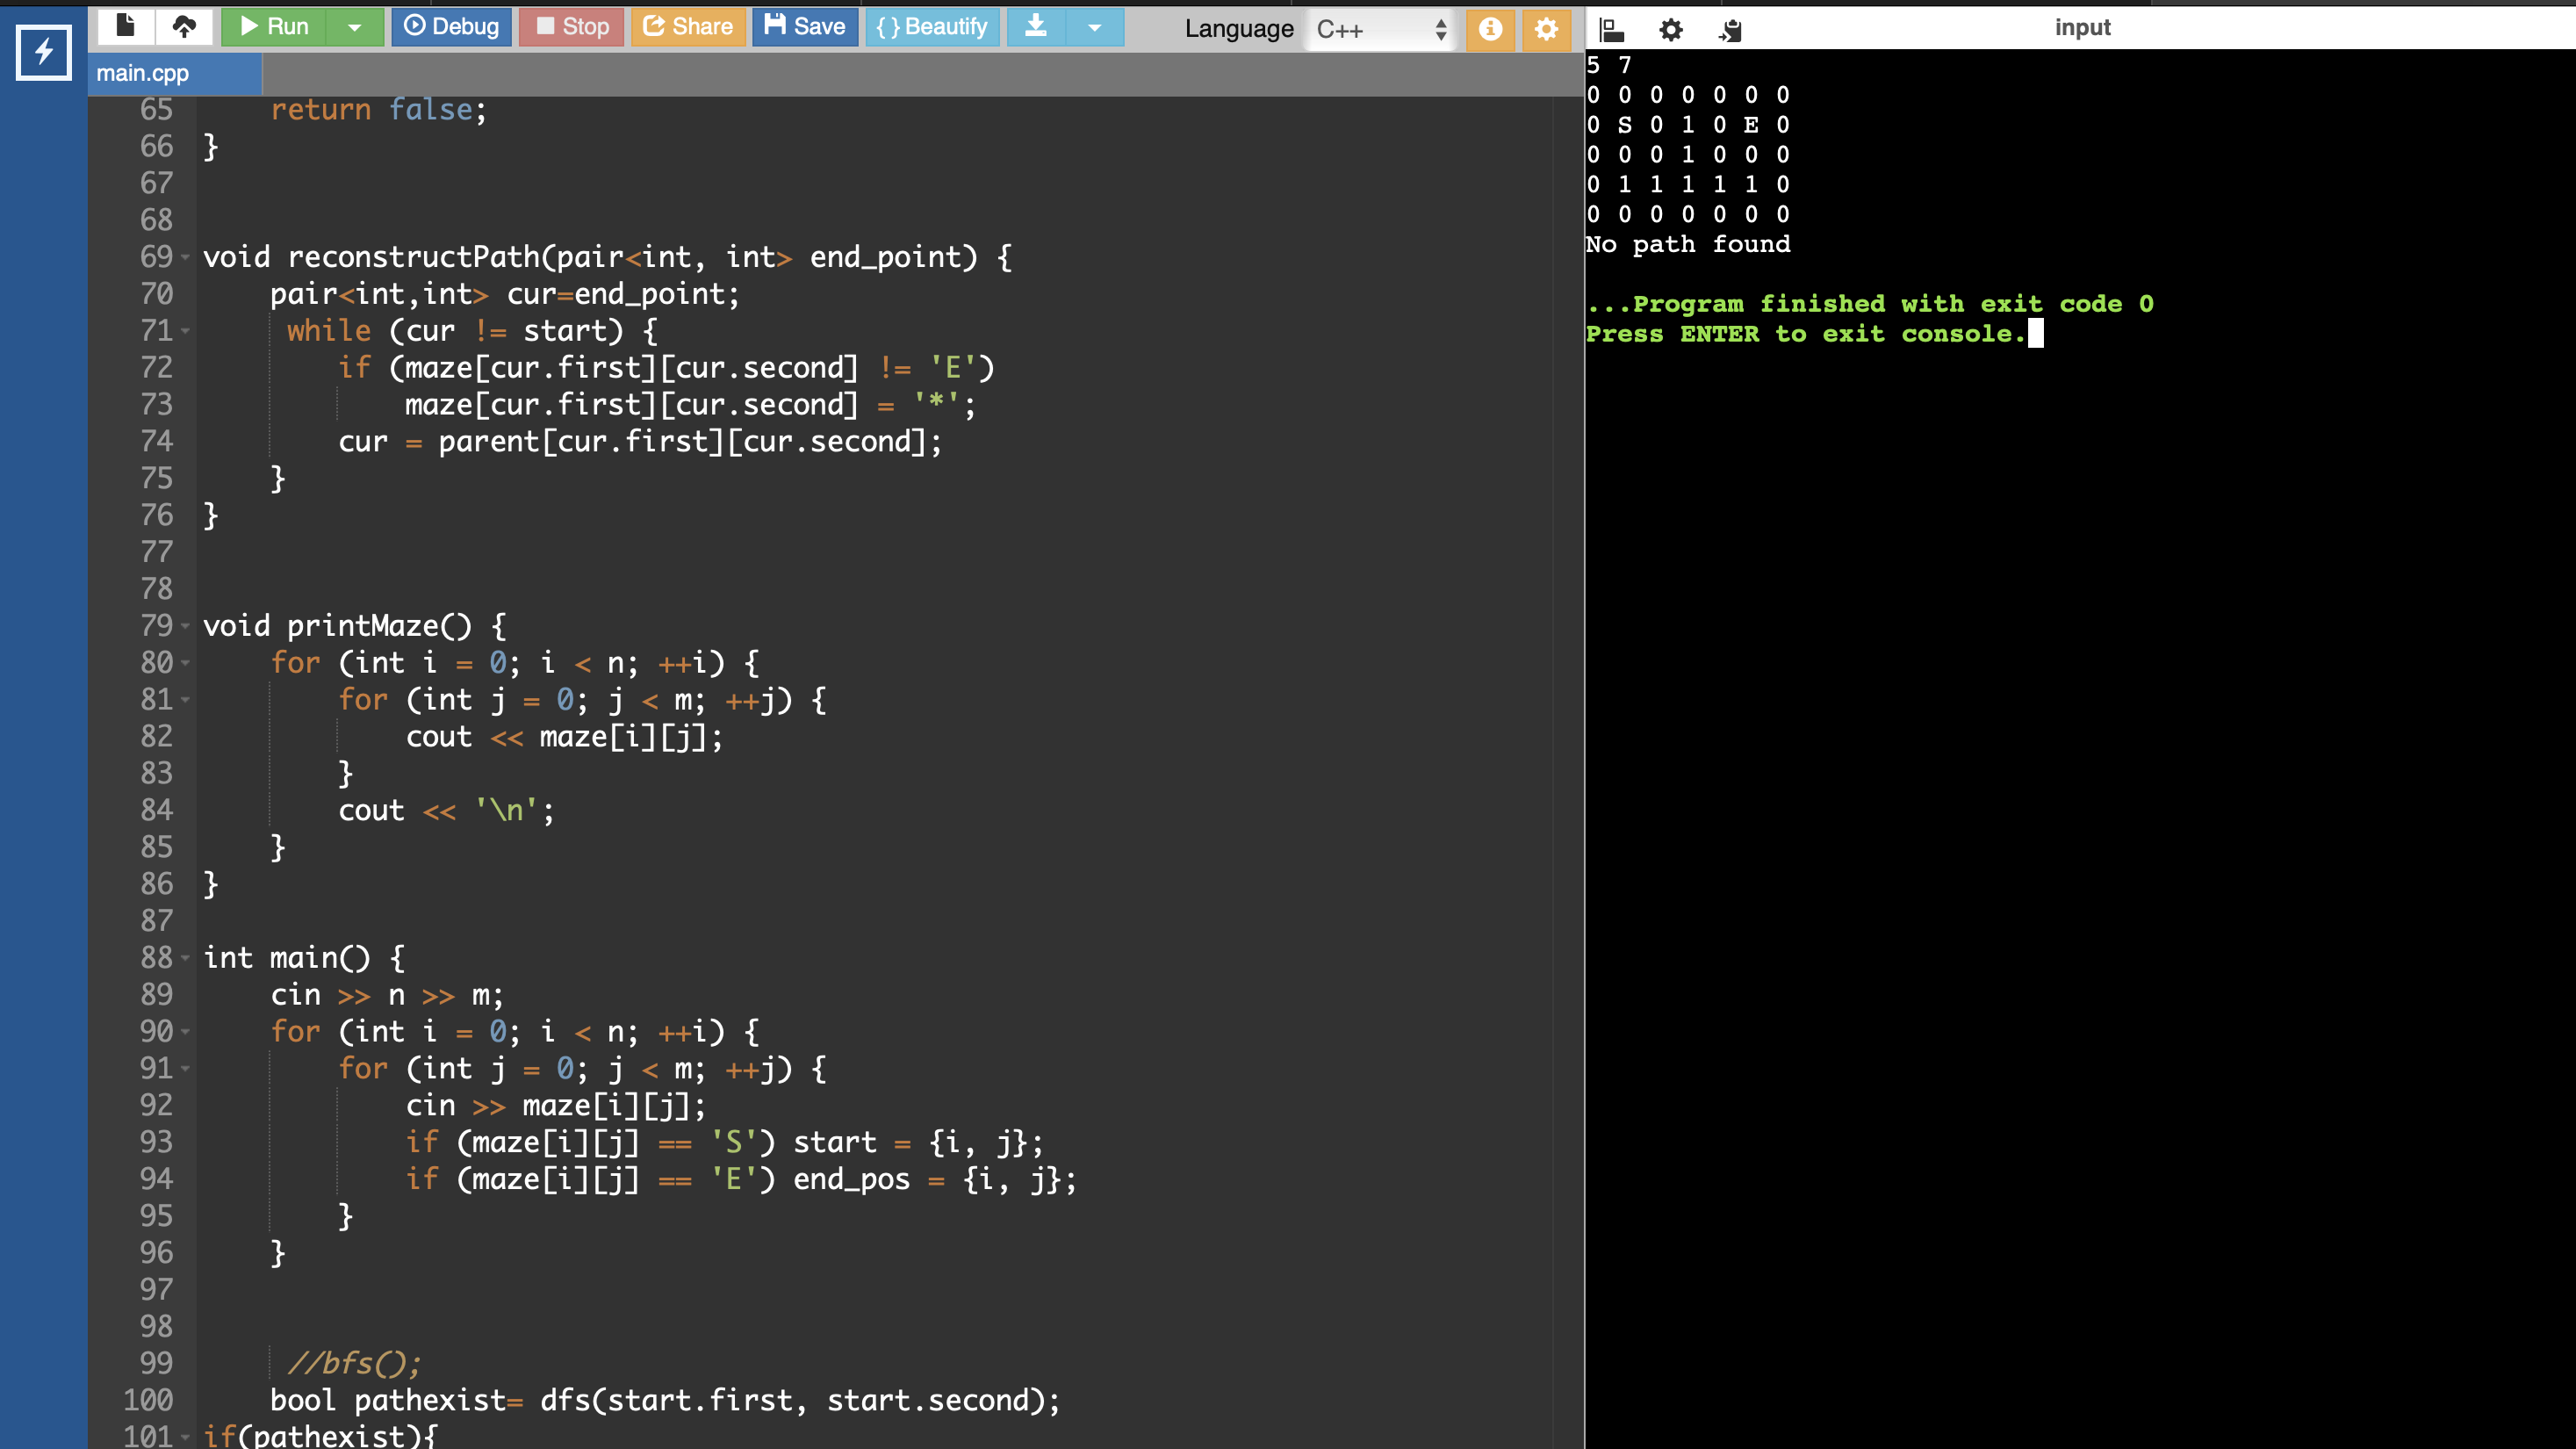 Run
Debug
Stop
Share
Save
{ } Beautify
Language C++
input
main.cpp
65     return false;
66 }
67
68
69 void reconstructPath(pair<int, int> end_point) {
70     pair<int,int> cur=end_point;
71      while (cur != start) {
72         if (maze[cur.first][cur.second] != 'E')
73             maze[cur.first][cur.second] = '*';
74         cur = parent[cur.first][cur.second];
75     }
76 }
77
78
79 void printMaze() {
80     for (int i = 0; i < n; ++i) {
81         for (int j = 0; j < m; ++j) {
82             cout << maze[i][j];
83         }
84         cout << '\n';
85     }
86 }
87
88 int main() {
89     cin >> n >> m;
90     for (int i = 0; i < n; ++i) {
91         for (int j = 0; j < m; ++j) {
92             cin >> maze[i][j];
93             if (maze[i][j] == 'S') start = {i, j};
94             if (maze[i][j] == 'E') end_pos = {i, j};
95         }
96     }
97
98
99      //bfs();
100     bool pathexist= dfs(start.first, start.second);
101 if(pathexist){
5 7
0 0 0 0 0 0 0
0 S 0 1 0 E 0
0 0 0 1 0 0 0
0 1 1 1 1 1 0
0 0 0 0 0 0 0
No path found
...Program finished with exit code 0
Press ENTER to exit console.